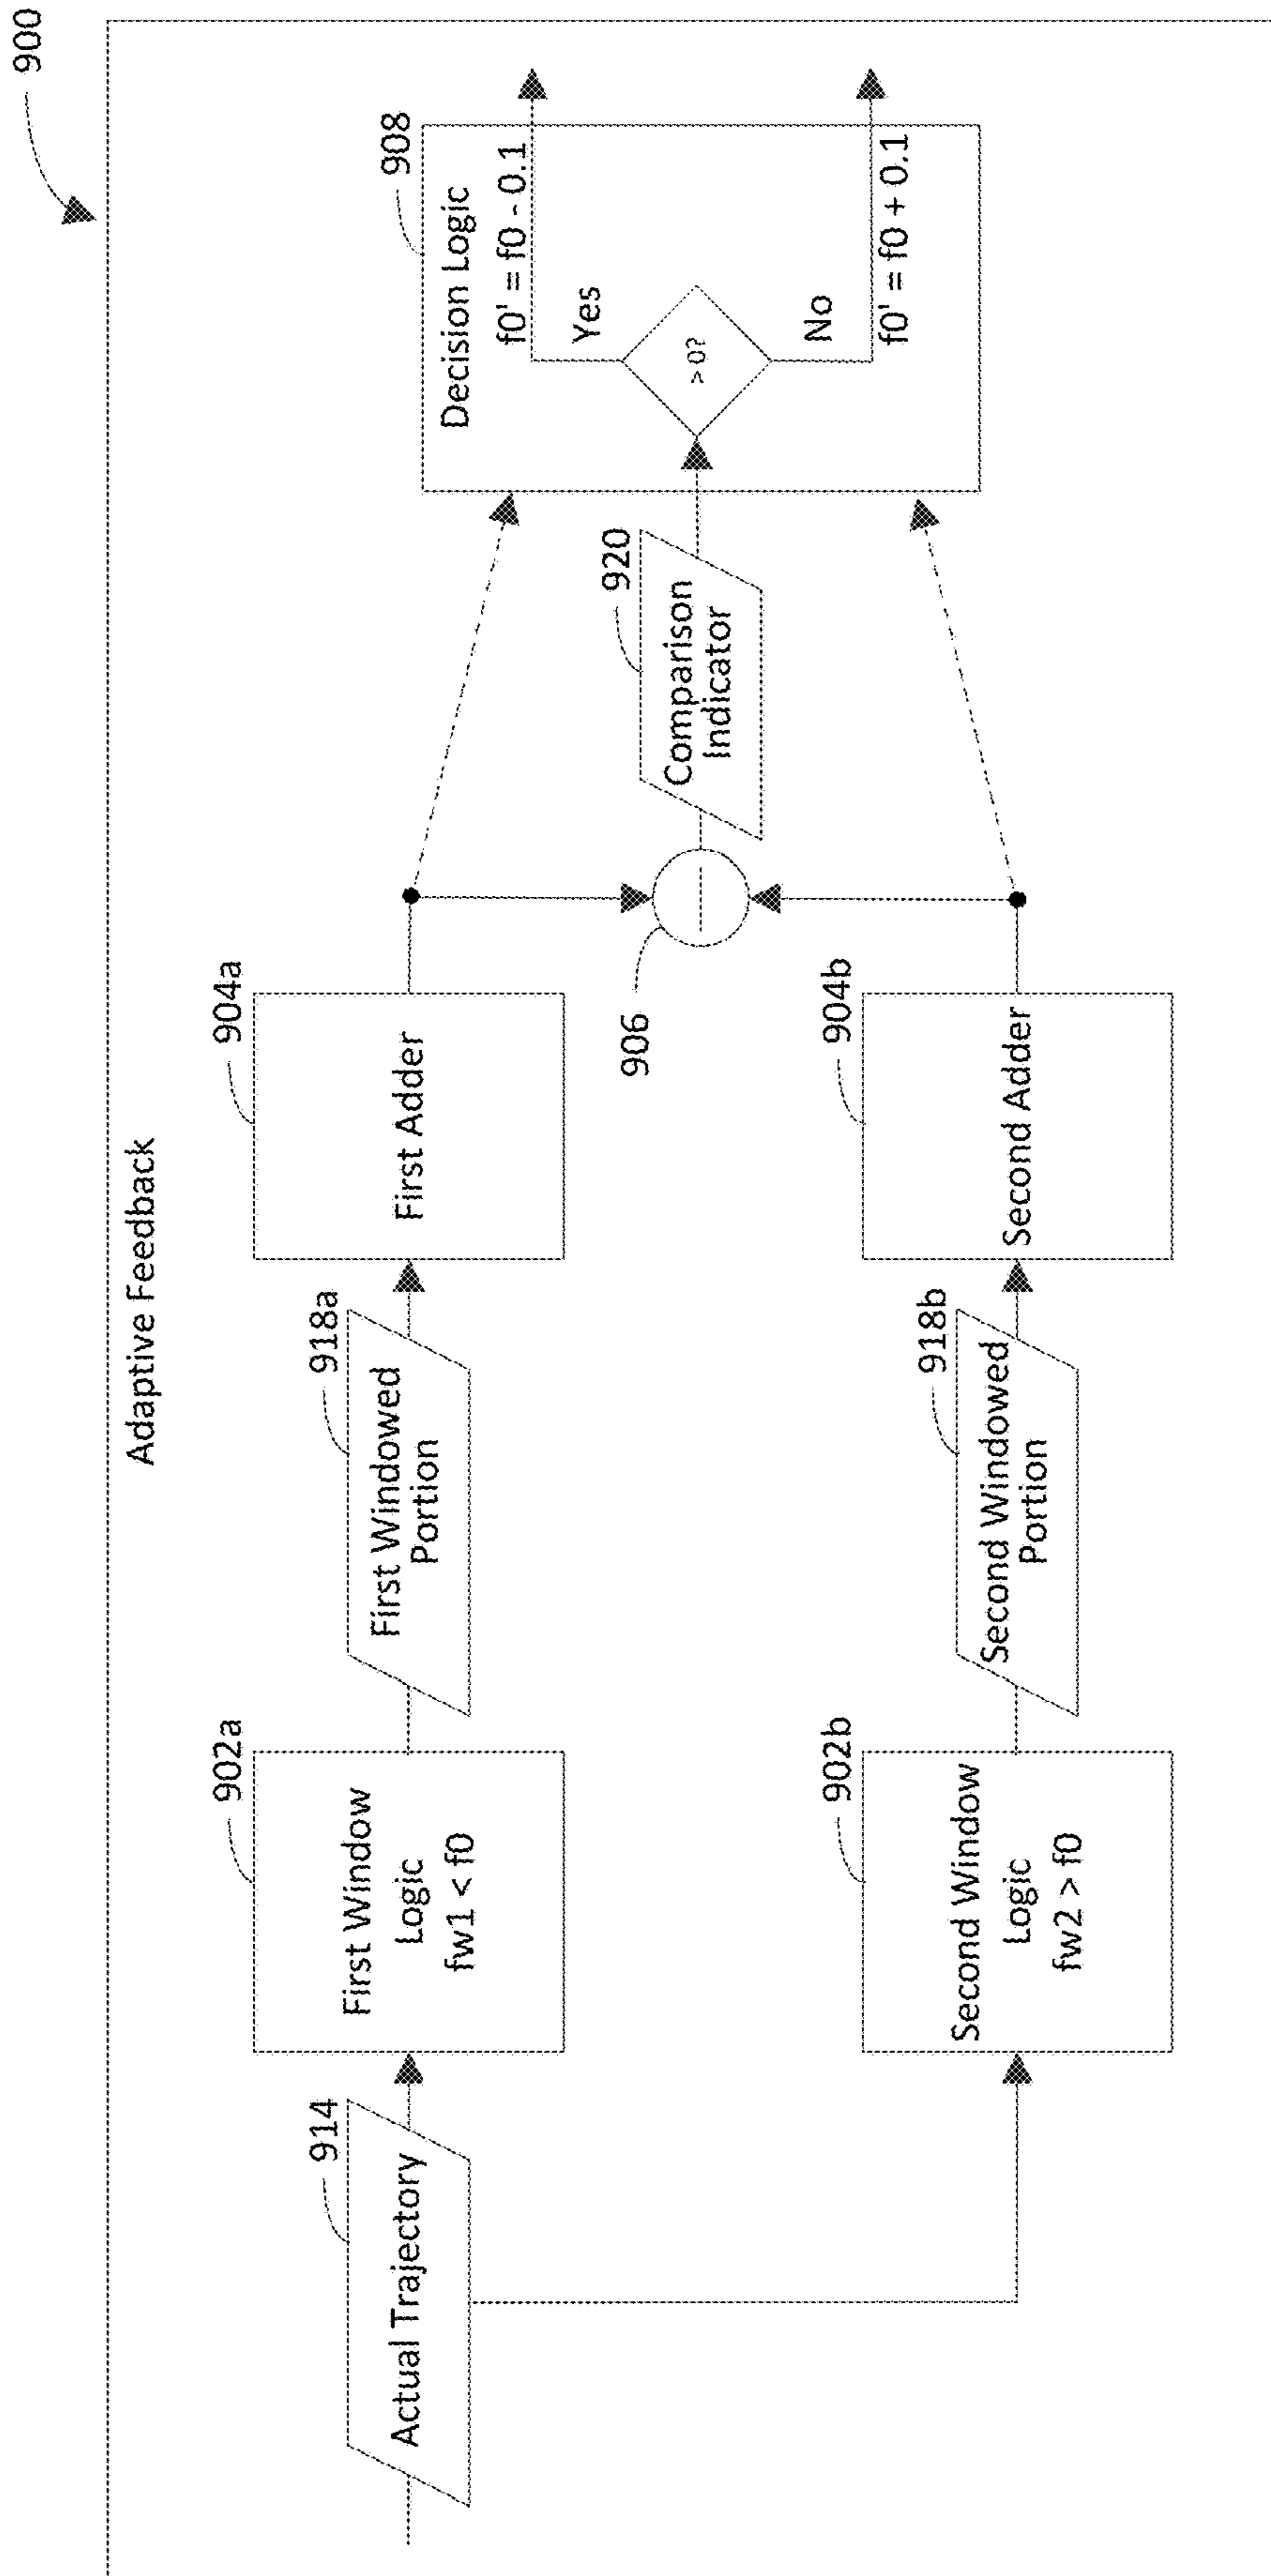 900
Adaptive Feedback
914
Actual Trajectory
902a
First Window
Logic
fw1 < f0
918a
First Windowed
Portion
904a
First Adder
902b
Second Window
Logic
fw2 > f0
918b
Second Windowed
Portion
904b
Second Adder
906
—
920
Comparison
Indicator
908
Decision Logic
f0' = f0 - 0.1
Yes
> 0?
No
f0' = f0 + 0.1